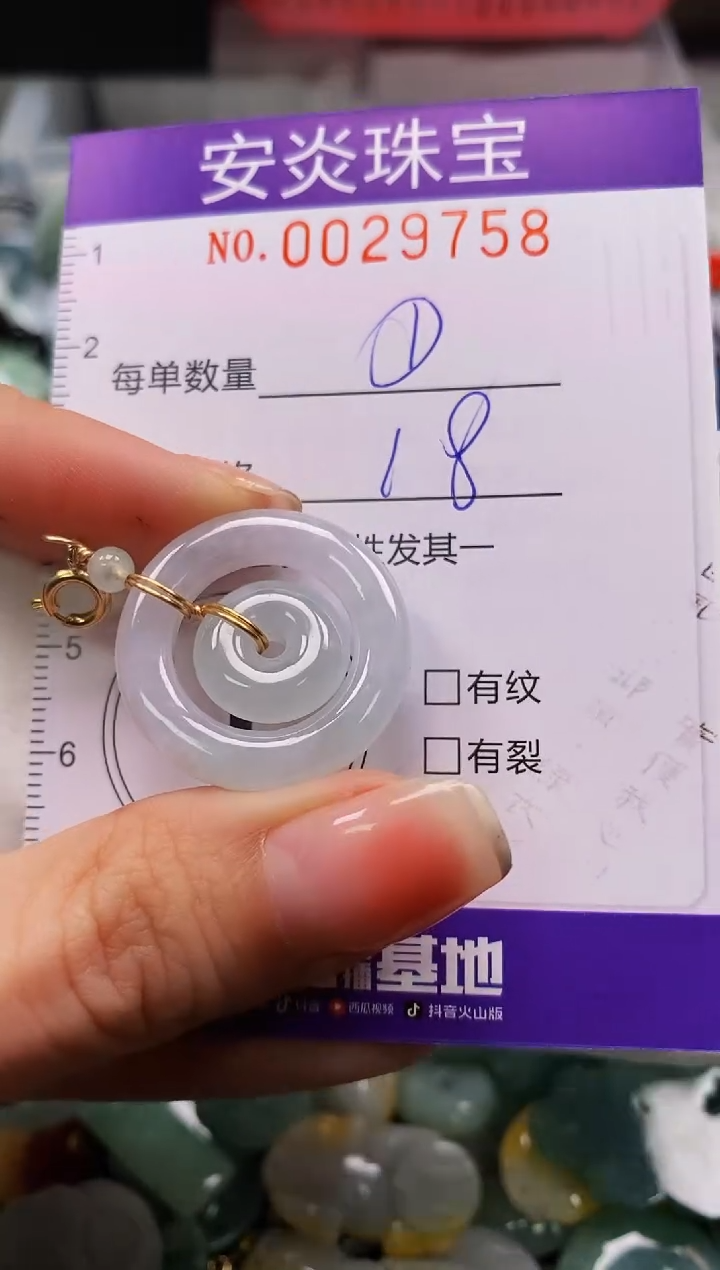 安炎珠宝
NO.0029758
1
2
每单数量 ①
18
发其一
5
□有纹
6
□有裂
播基地
抖音 西瓜视频 抖音火山版